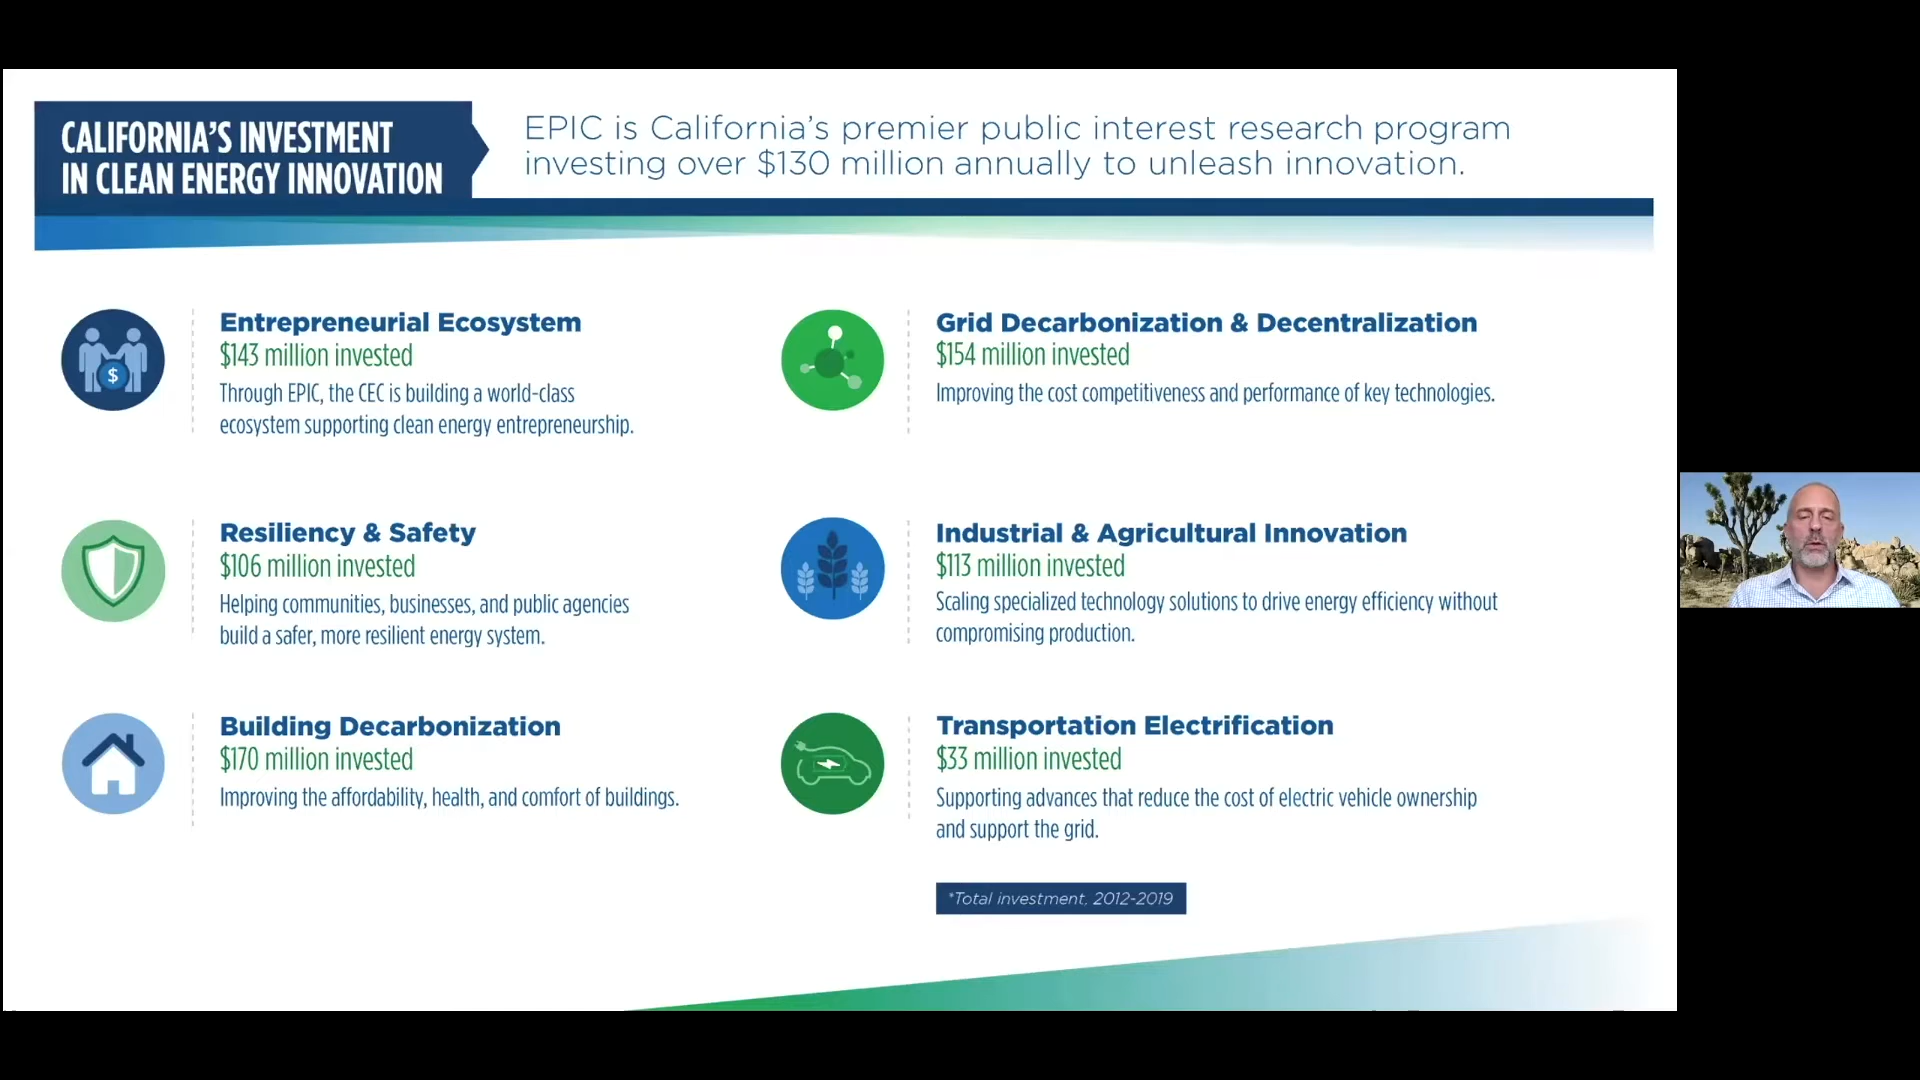 CALIFORNIA'S INVESTMENT
IN CLEAN ENERGY INNOVATION
EPIC is California's premier public interest research program
investing over $130 million annually to unleash innovation.
Entrepreneurial Ecosystem
$143 million invested
Through EPIC, the CEC is building a world-class
ecosystem supporting clean energy entrepreneurship.
$
Grid Decarbonization & Decentralization
$154 million invested
Improving the cost competitiveness and performance of key technologies.
Resiliency & Safety
$106 million invested
Helping communities, businesses, and public agencies
build a safer, more resilient energy system.
Industrial & Agricultural Innovation
$113 million invested
Scaling specialized technology solutions to drive energy efficiency without
compromising production.
Building Decarbonization
$170 million invested
Improving the affordability, health, and comfort of buildings.
Transportation Electrification
$33 million invested
Supporting advances that reduce the cost of electric vehicle ownership
and support the grid.
*Total investment, 2012-2019